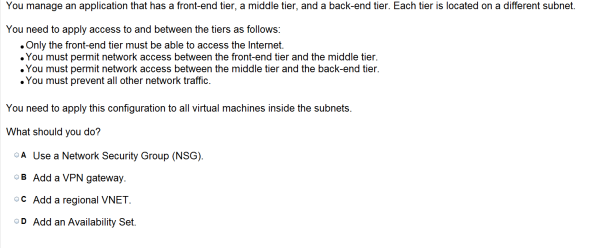 You manage an application that has a front-end tier, a middle tier, and a back-end tier. Each tier is located on a different subnet.
You need to apply access to and between the tiers as follows:
• Only the front-end tier must be able to access the Internet.
• You must permit network access between the front-end tier and the middle tier.
• You must permit network access between the middle tier and the back-end tier.
• You must prevent all other network traffic.
You need to apply this configuration to all virtual machines inside the subnets.
What should you do?
A Use a Network Security Group (NSG).
B Add a VPN gateway.
C Add a regional VNET.
D Add an Availability Set.